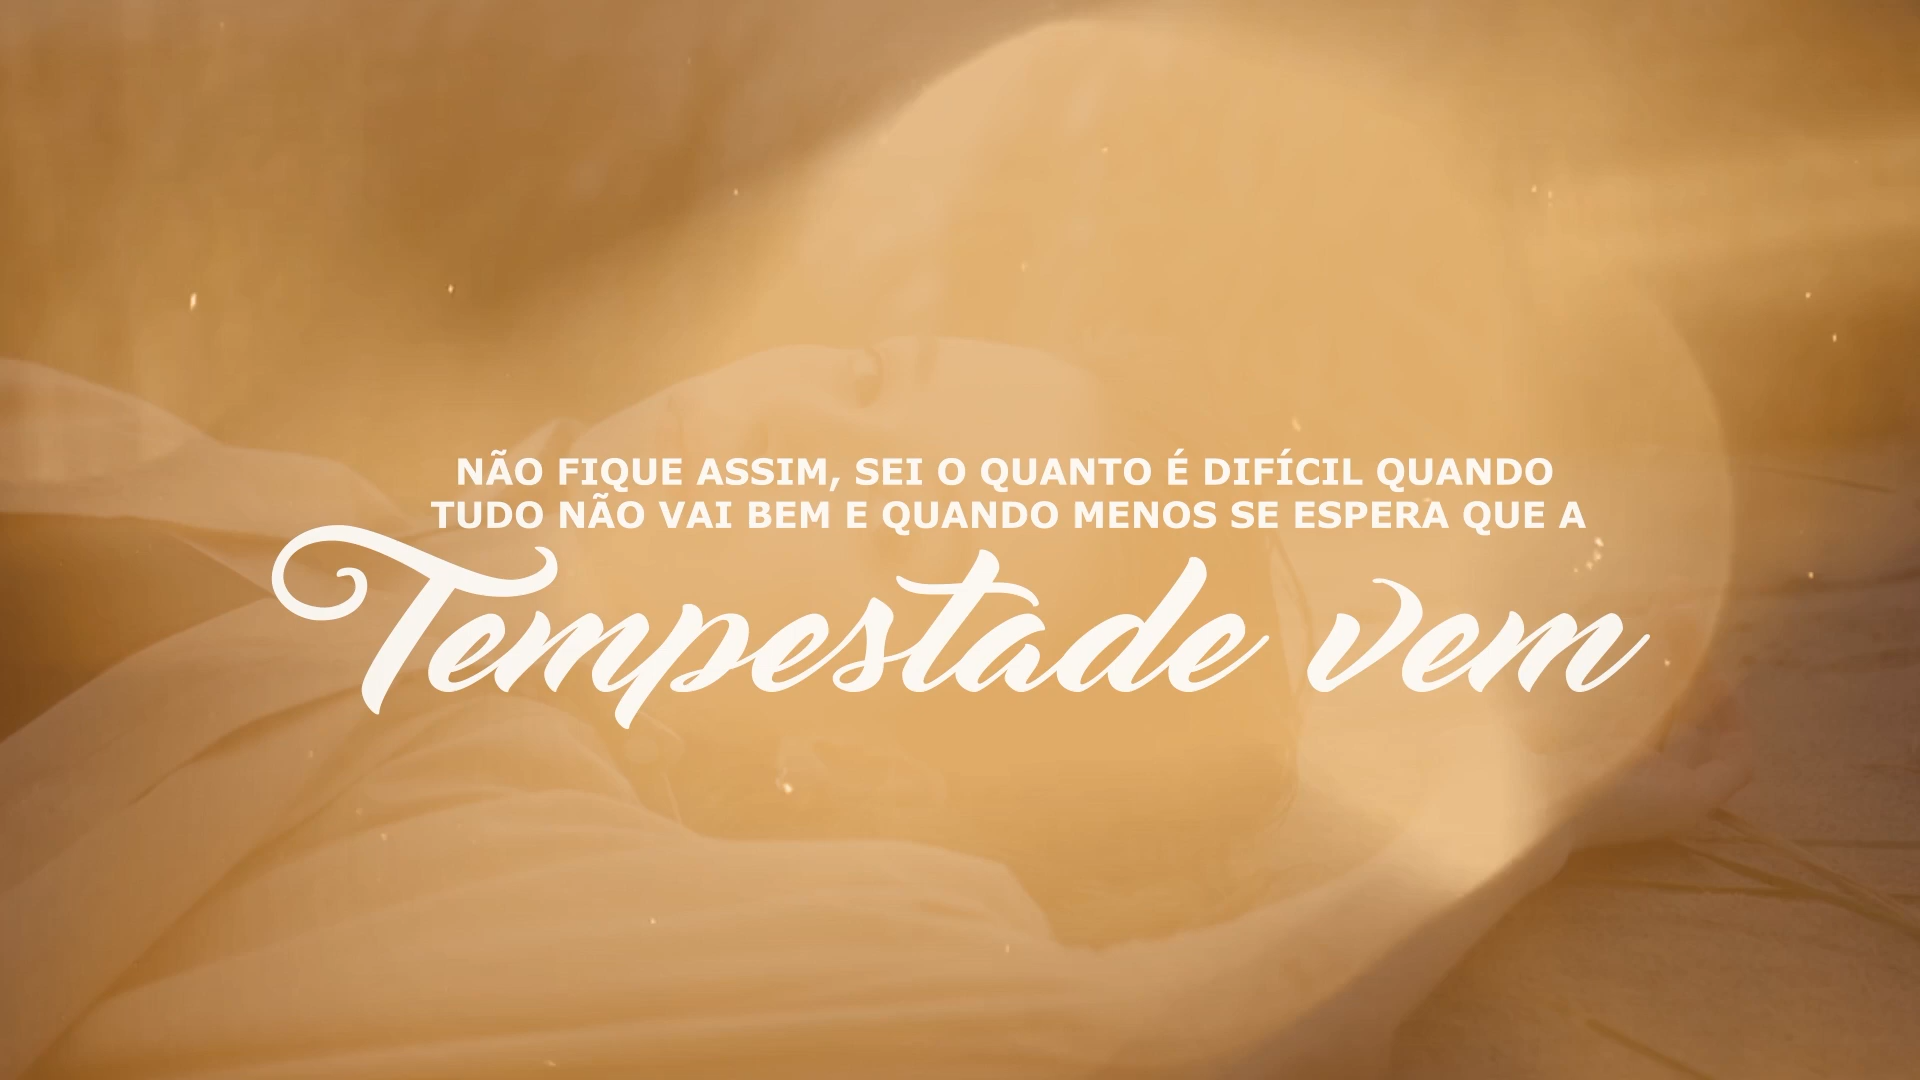 NÃO FIQUE ASSIM, SEI O QUANTO É DIFÍCIL QUANDO
TUDO NÃO VAI BEM E QUANDO MENOS SE ESPERA QUE A
Tempestade vem